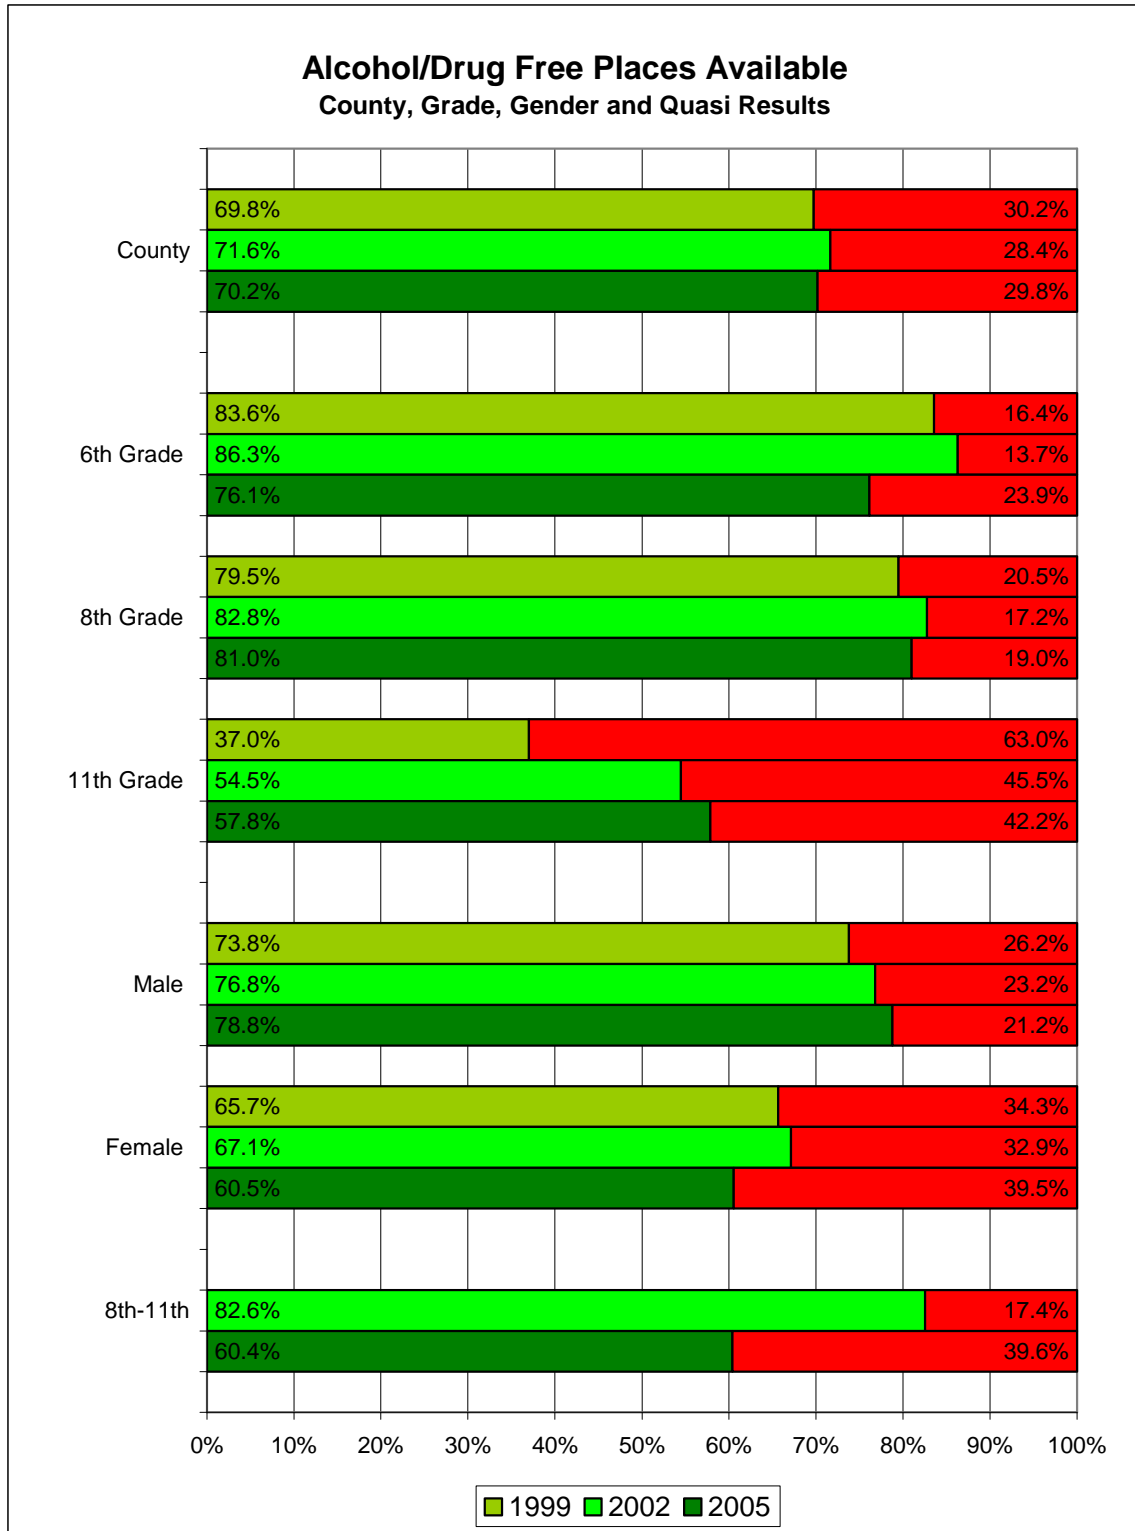 Alcohol/Drug Free Places Available
County, Grade, Gender and Quasi Results
69.8% 30.2%
County 71.6% 28.4%
70.2% 29.8%
83.6% 16.4%
6th Grade 86.3% 13.7%
76.1% 23.9%
79.5% 20.5%
8th Grade 82.8% 17.2%
81.0% 19.0%
37.0% 63.0%
11th Grade 54.5% 45.5%
57.8% 42.2%
73.8% 26.2%
Male 76.8% 23.2%
78.8% 21.2%
65.7% 34.3%
Female 67.1% 32.9%
60.5% 39.5%
8th-11th 82.6% 17.4%
60.4% 39.6%
0% 10% 20% 30% 40% 50% 60% 70% 80% 90% 100%
1999 2002 2005